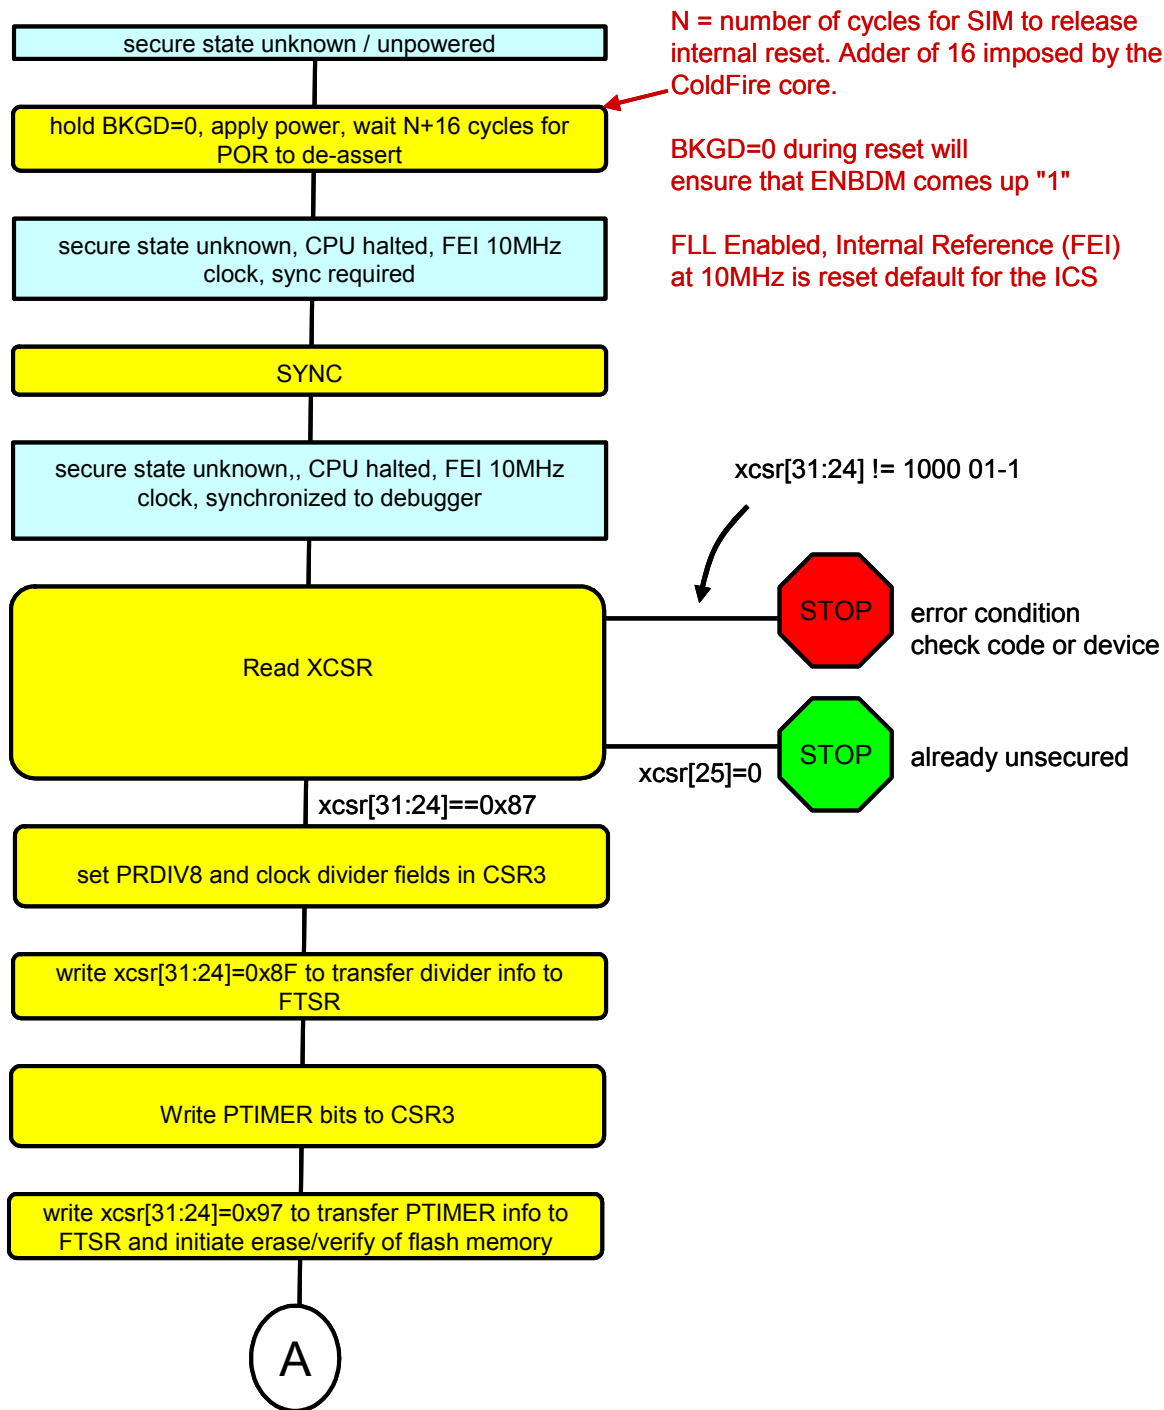 secure state unknown / unpowered
N = number of cycles for SIM to release
internal reset. Adder of 16 imposed by the
ColdFire core.
hold BKGD=0, apply power, wait N+16 cycles for
POR to de-assert
BKGD=0 during reset will
ensure that ENBDM comes up "1"
secure state unknown, CPU halted, FEI 10MHz
clock, sync required
FLL Enabled, Internal Reference (FEI)
at 10MHz is reset default for the ICS
SYNC
secure state unknown,, CPU halted, FEI 10MHz
clock, synchronized to debugger
xcsr[31:24] != 1000 01-1
Read XCSR
STOP
error condition
check code or device
STOP
already unsecured
xcsr[25]=0
xcsr[31:24]==0x87
set PRDIV8 and clock divider fields in CSR3
write xcsr[31:24]=0x8F to transfer divider info to
FTSR
Write PTIMER bits to CSR3
write xcsr[31:24]=0x97 to transfer PTIMER info to
FTSR and initiate erase/verify of flash memory
A